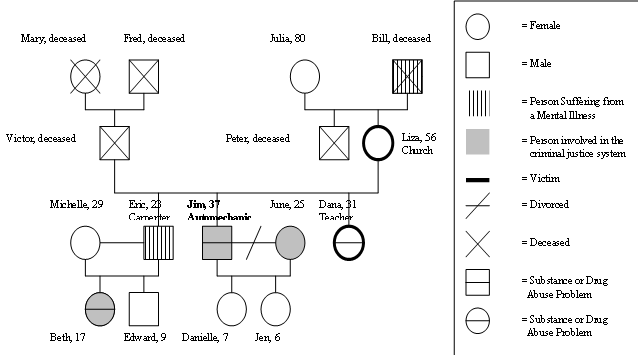 Mary, deceased
Fred, deceased
Julia, 80
Bill, deceased
Victor, deceased
Peter, deceased
Liza, 56
Church
Michelle, 29
Eric, 23
Carpenter
Jim, 37
Automechanic
June, 25
Dana, 31
Teacher
Beth, 17
Edward, 9
Danielle, 7
Jen, 6
= Female
= Male
= Person Suffering from
a Mental Illness
= Person involved in the
criminal justice system
= Victim
= Divorced
= Deceased
= Substance or Drug
Abuse Problem
= Substance or Drug
Abuse Problem